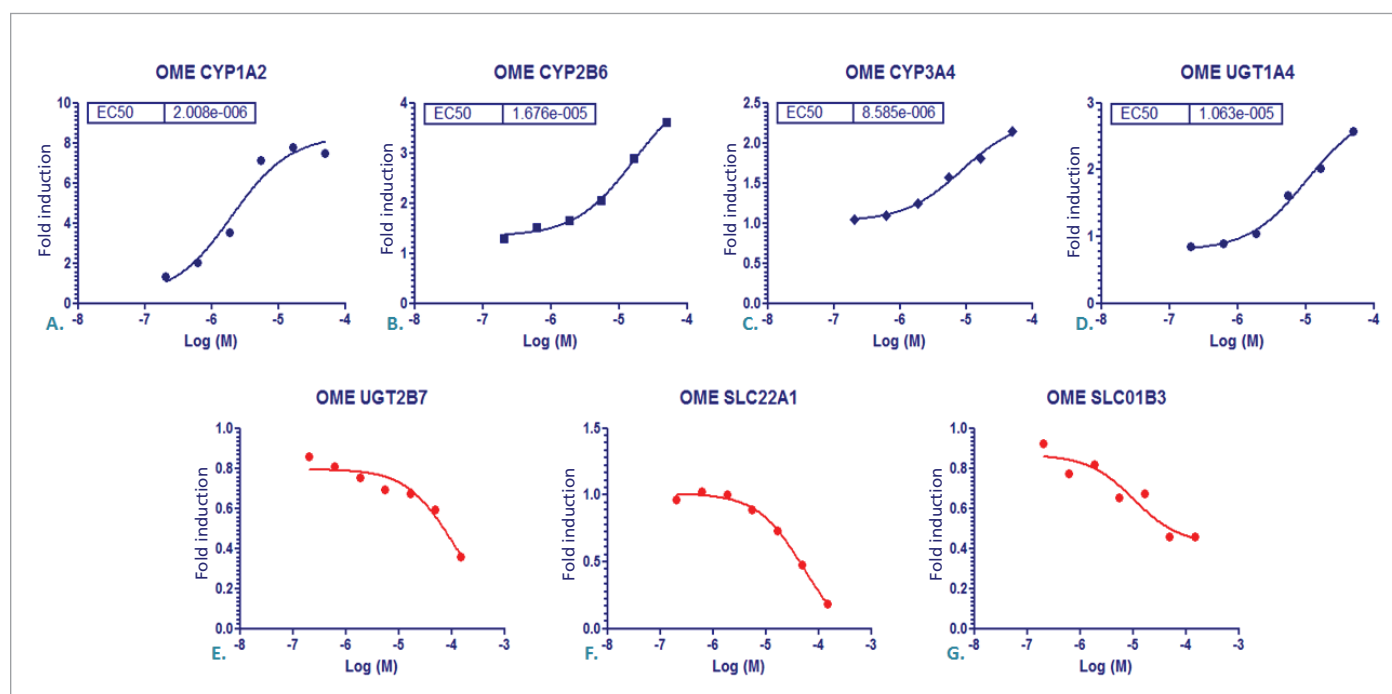 OME CYP1A2
EC50 2.008e-006
Fold induction
10
8
6
4
2
0
-8 -7 -6 -5 -4
A.
Log (M)
OME CYP2B6
EC50 1.676e-005
Fold induction
4
3
2
1
0
-8 -7 -6 -5 -4
B.
Log (M)
OME CYP3A4
EC50 8.585e-006
Fold induction
2.5
2.0
1.5
1.0
0.5
0.0
-8 -7 -6 -5 -4
C.
Log (M)
OME UGT1A4
EC50 1.063e-005
Fold induction
3
2
1
0
-8 -7 -6 -5 -4
D.
Log (M)
OME UGT2B7
Fold induction
1.0
0.8
0.6
0.4
0.2
0.0
-8 -7 -6 -5 -4 -3
E.
Log (M)
OME SLC22A1
Fold induction
1.5
1.0
0.5
0.0
-8 -7 -6 -5 -4 -3
F.
Log (M)
OME SLC01B3
Fold induction
1.0
0.8
0.6
0.4
0.2
0.0
-8 -7 -6 -5 -4 -3
G.
Log (M)